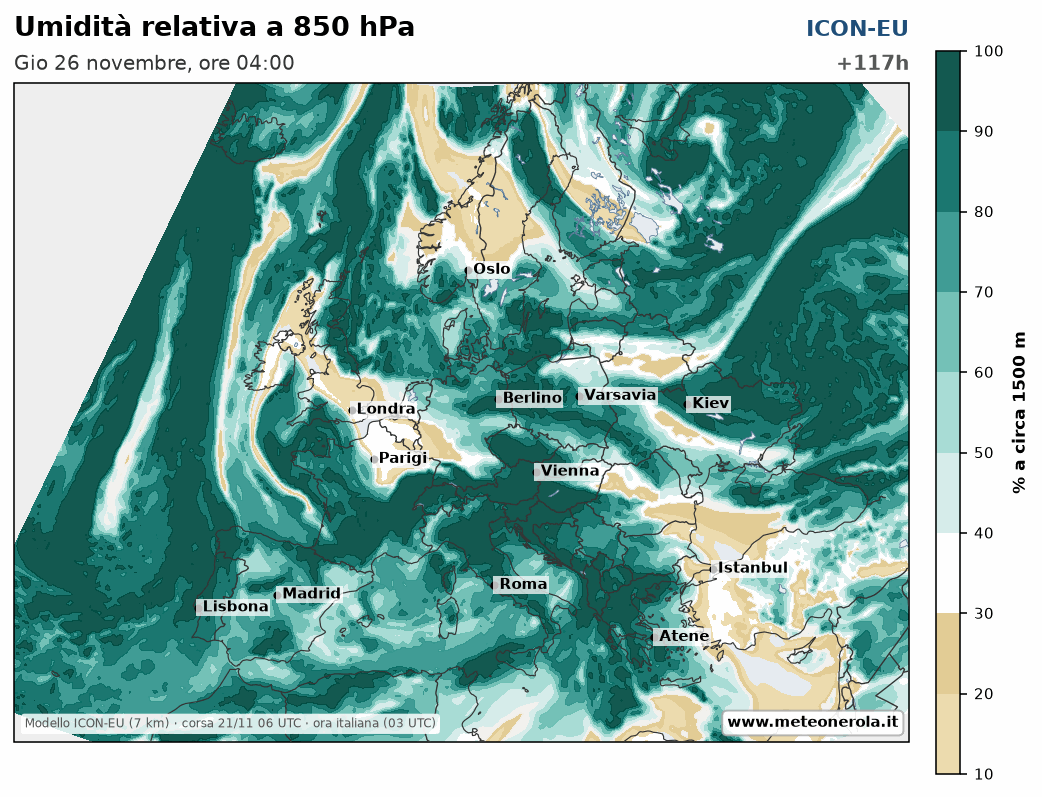 Umidità relativa a 850 hPa
ICON-EU
Gio 26 novembre, ore 04:00
+117h
100
90
80
70
60
50
40
30
20
10
% a circa 1500 m
Oslo
Londra
Berlino
Varsavia
Kiev
Parigi
Vienna
Istanbul
Roma
Madrid
Lisbona
Atene
Modello ICON-EU (7 km) · corsa 21/11 06 UTC · ora italiana (03 UTC)
www.meteonerola.it